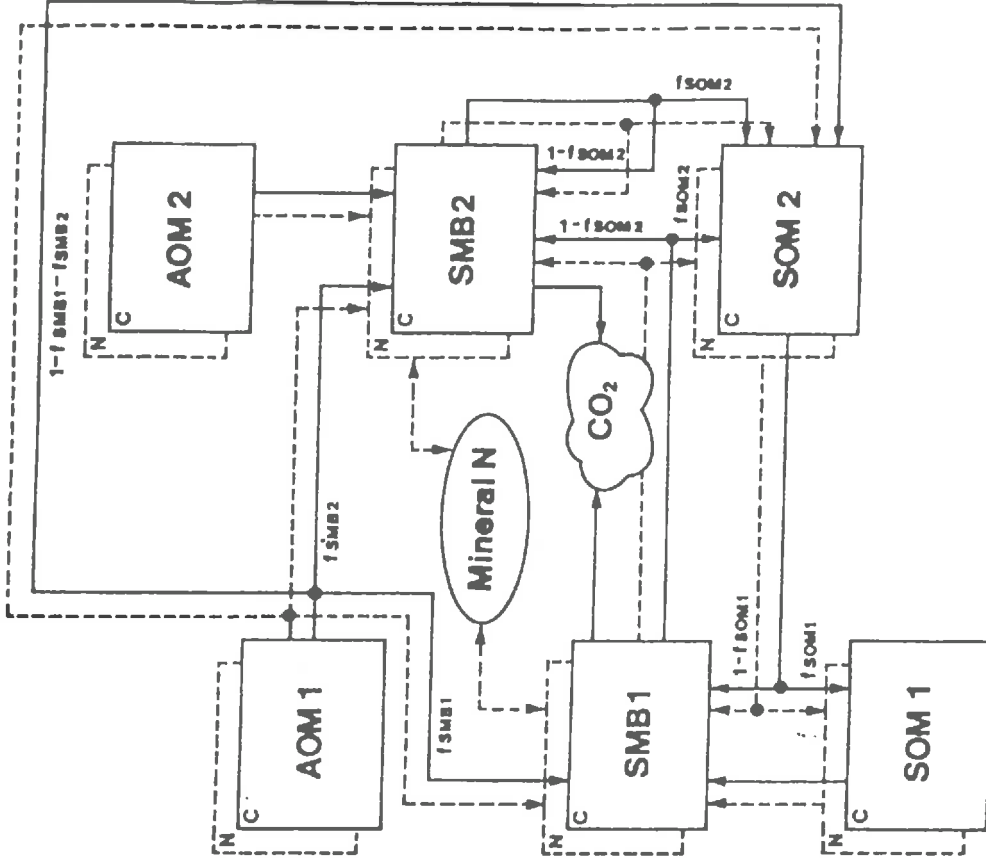 1-fSMB1-fSMB2
N
C
AOM 2
fSOM2
N
C
SMB2
1-fSOM2
1-fSOM2
fSOM2
N
C
SOM 2
fSMB2
Mineral N
CO2
N
C
AOM 1
fSMB1
N
C
SMB1
1-fSOM1
fSOM1
N
C
SOM 1